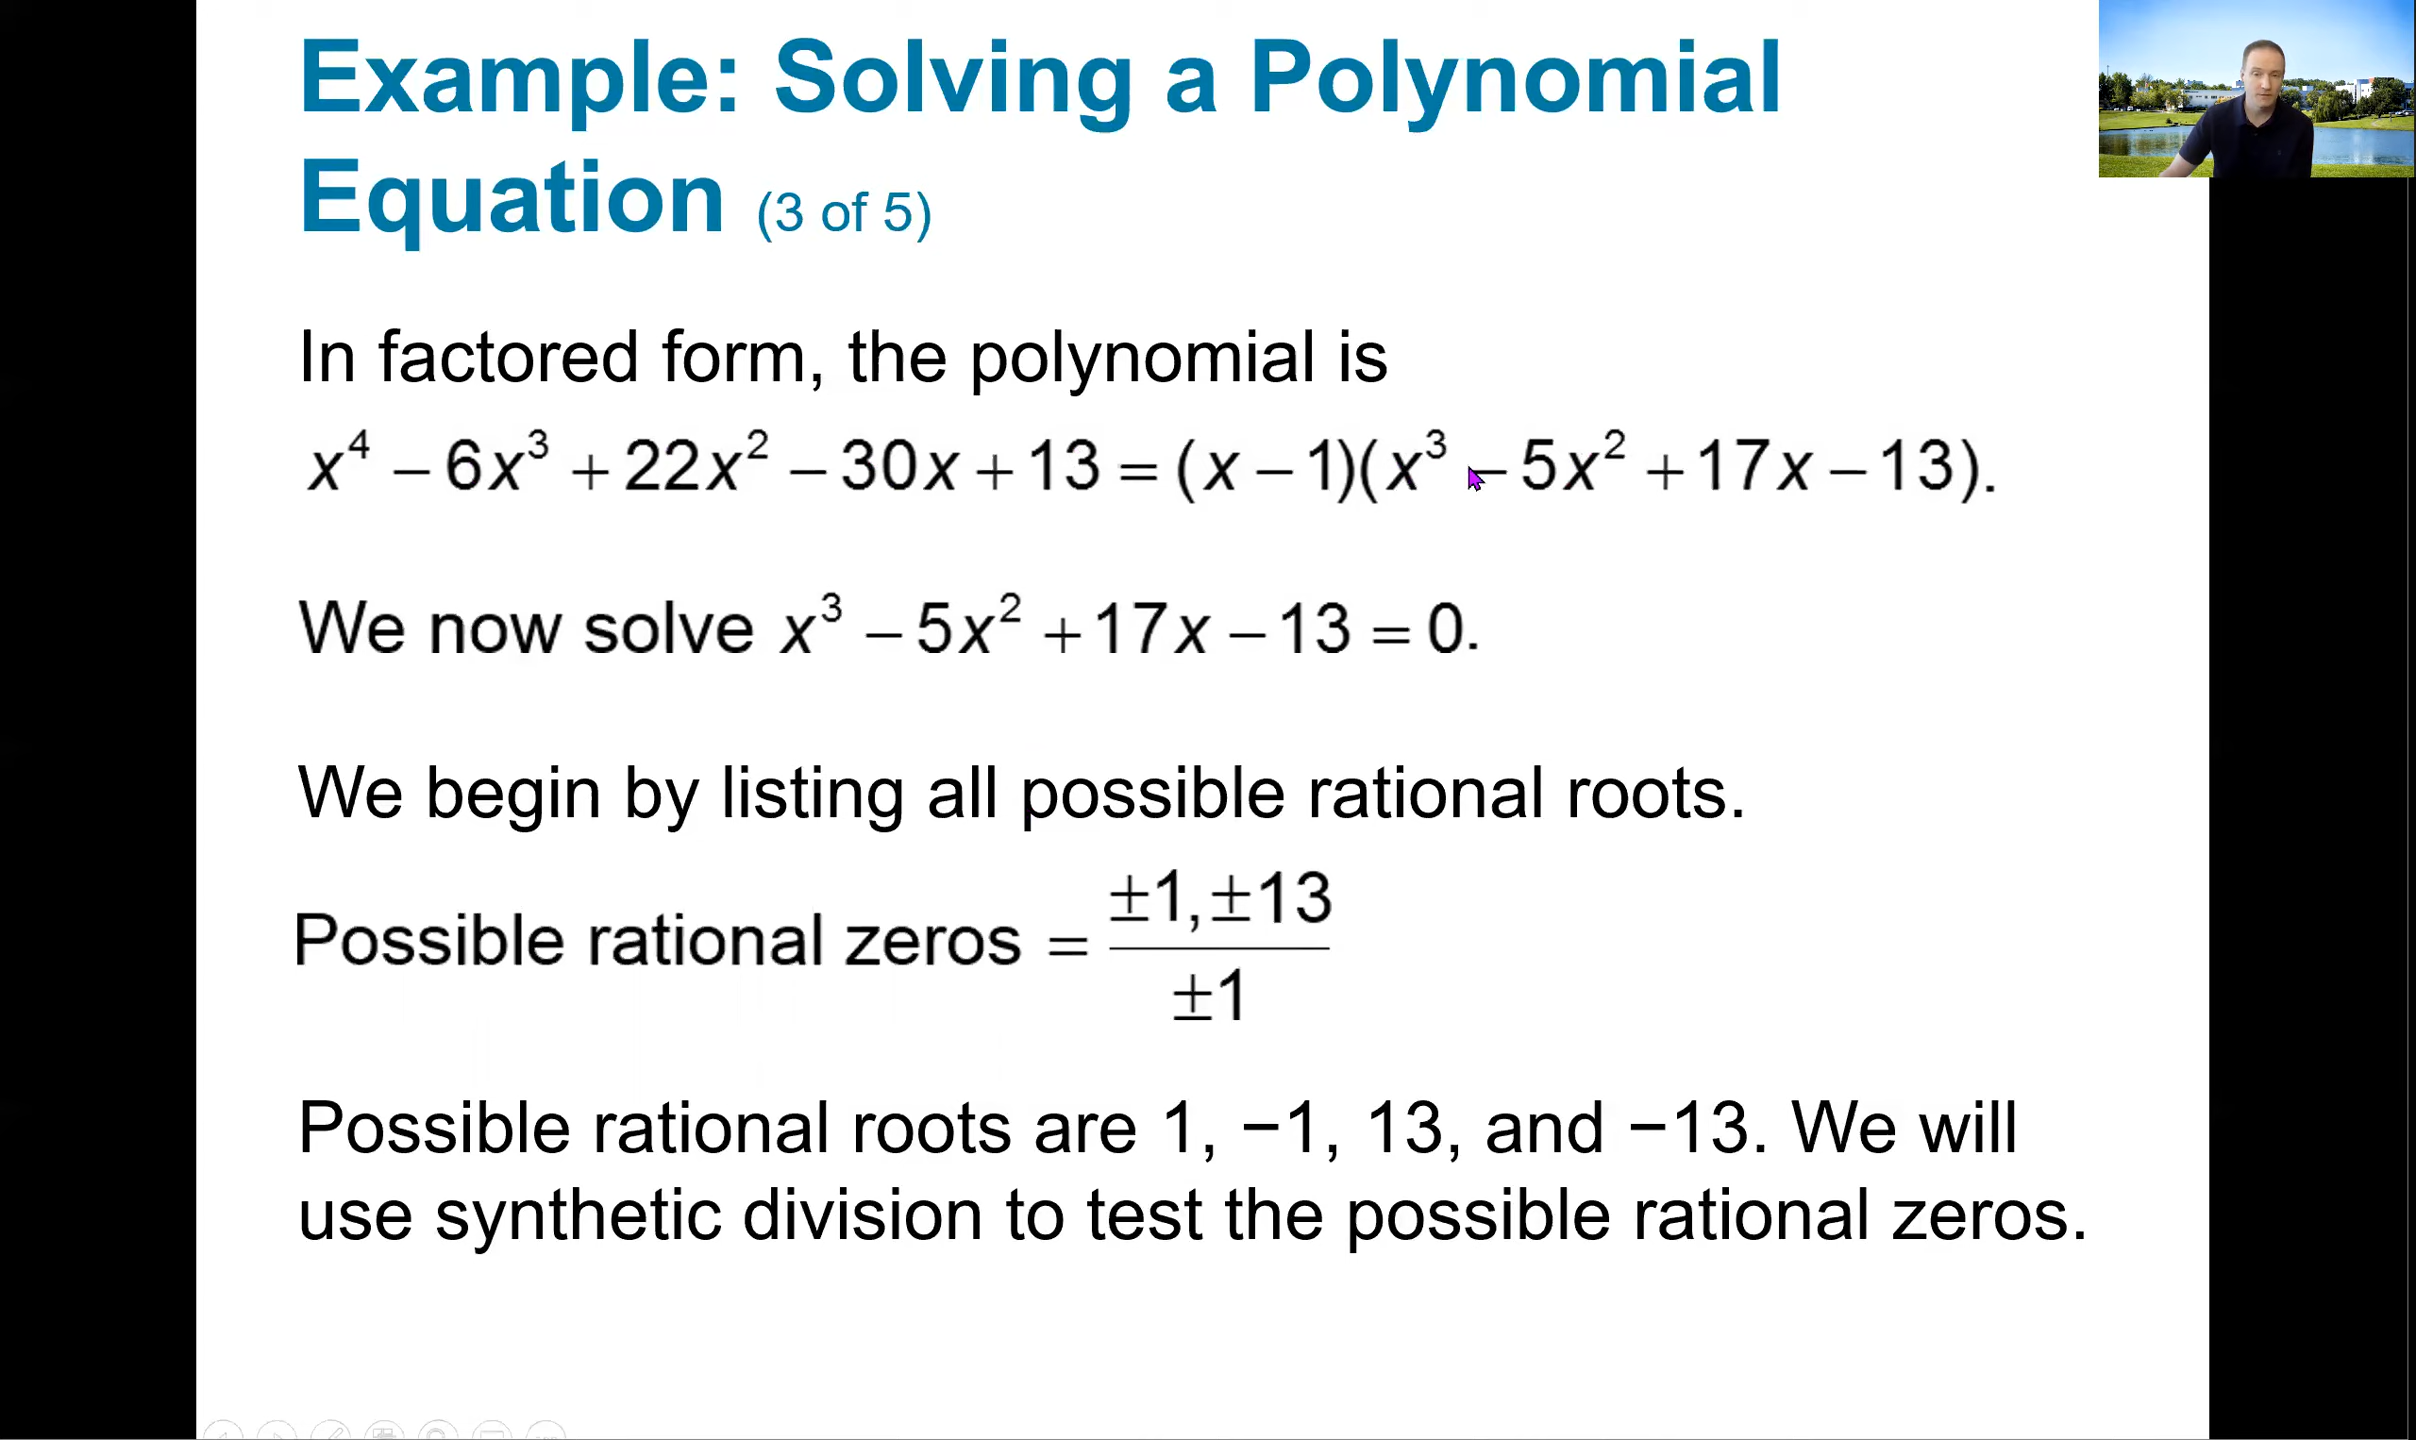 Example: Solving a Polynomial
Equation (3 of 5)
In factored form, the polynomial is
x⁴ − 6x³ + 22x² − 30x + 13 = (x − 1)(x³ − 5x² + 17x − 13).
We now solve x³ − 5x² + 17x − 13 = 0.
We begin by listing all possible rational roots.
Possible rational zeros = ±1, ±13 / ±1
Possible rational roots are 1, −1, 13, and −13. We will
use synthetic division to test the possible rational zeros.